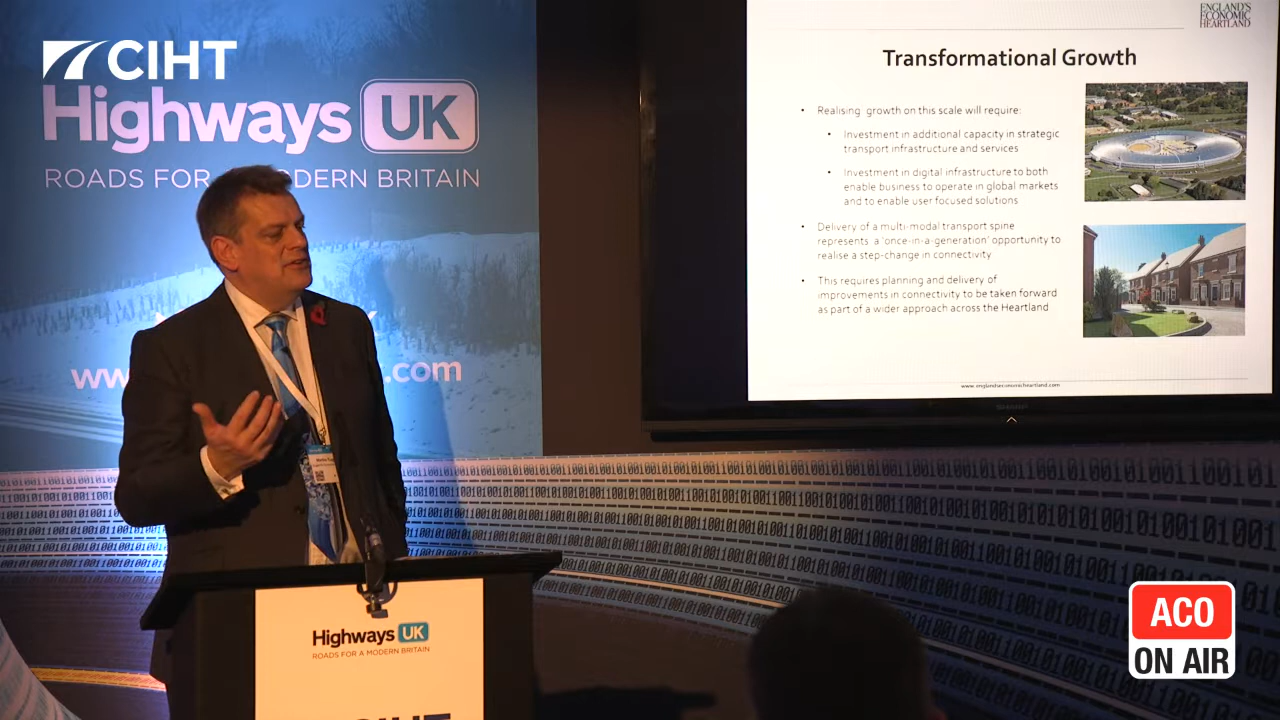 CIHT
Highways UK
ROADS FOR A MODERN BRITAIN
ww
.com
Highways UK
ROADS FOR A MODERN BRITAIN
ENGLAND'S
ECONOMIC
HEARTLAND
Transformational Growth
• Realising growth on this scale will require:
• Investment in additional capacity in strategic
transport infrastructure and services
• Investment in digital infrastructure to both
enable business to operate in global markets
and to enable user focused solutions
• Delivery of a multi-modal transport spine
represents a 'once-in-a-generation' opportunity to
realise a step-change in connectivity
• This requires planning and delivery of
improvements in connectivity to be taken forward
as part of a wider approach across the Heartland
www.englandseconomicheartland.com
ACO
ON AIR